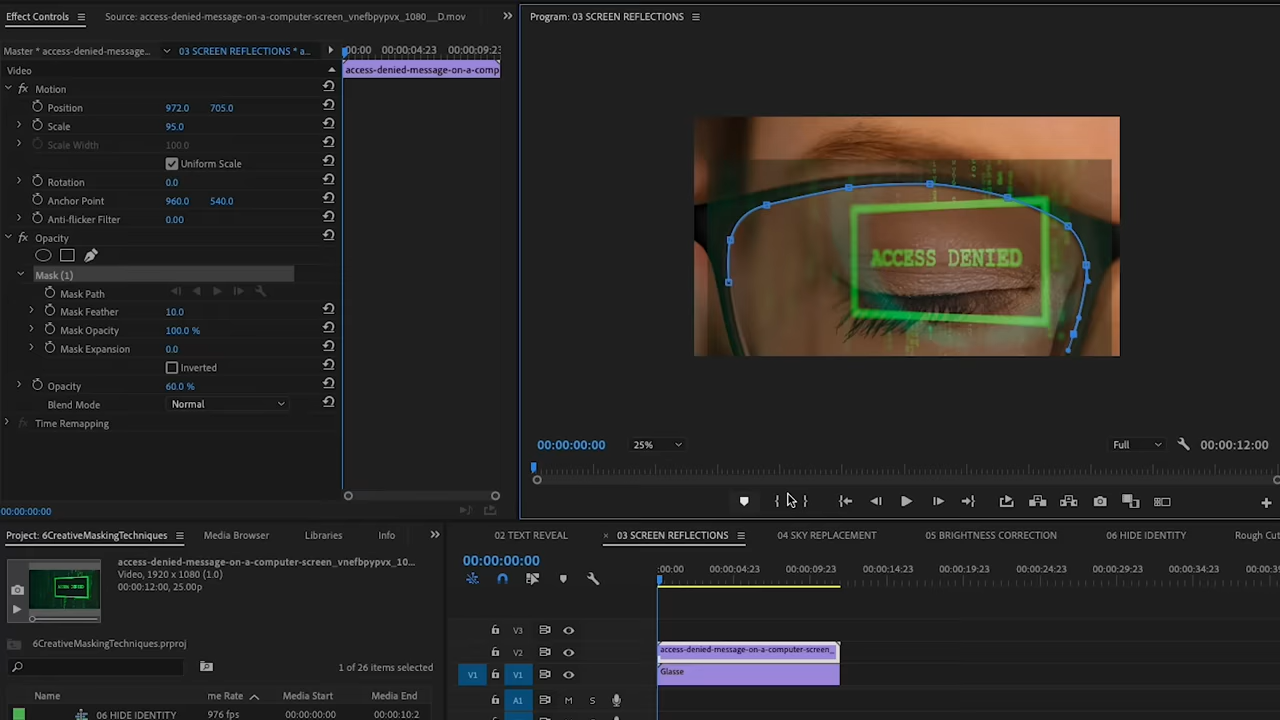 Effect Controls
Source: access-denied-message-on-a-computer-screen_vnefbpypvx_1080__D.mov
Program: 03 SCREEN REFLECTIONS
Master * access-denied-message...
03 SCREEN REFLECTIONS * a...
:00:00
00:00:04:23
00:00:09:23
Video
access-denied-message-on-a-comp
fx Motion
Position 972.0 705.0
Scale 95.0
Scale Width 100.0
Uniform Scale
Rotation 0.0
Anchor Point 960.0 540.0
Anti-flicker Filter 0.00
fx Opacity
Mask (1)
Mask Path
Mask Feather 10.0
Mask Opacity 100.0 %
Mask Expansion 0.0
Inverted
Opacity 60.0 %
Blend Mode Normal
fx Time Remapping
ACCESS DENIED
00:00:00:00
25%
Full
00:00:12:00
00:00:00:00
Project: 6CreativeMaskingTechniques
Media Browser
Libraries
Info
access-denied-message-on-a-computer-screen_vnefbpypvx_10...
Video, 1920 x 1080 (1.0)
00:00:12:00, 25.00p
6CreativeMaskingTechniques.prproj
1 of 26 items selected
Name
me Rate
Media Start
Media End
06 HIDE IDENTITY
976 fps
00:00:00:00
00:00:10:2
02 TEXT REVEAL
× 03 SCREEN REFLECTIONS
04 SKY REPLACEMENT
05 BRIGHTNESS CORRECTION
06 HIDE IDENTITY
Rough Cut
00:00:00:00
:00:00
00:00:04:23
00:00:09:23
00:00:14:23
00:00:19:23
00:00:24:23
00:00:29:23
00:00:34:23
00:00:39
V3
V2
access-denied-message-on-a-computer-screen_
V1 V1
Glasse
A1 M S